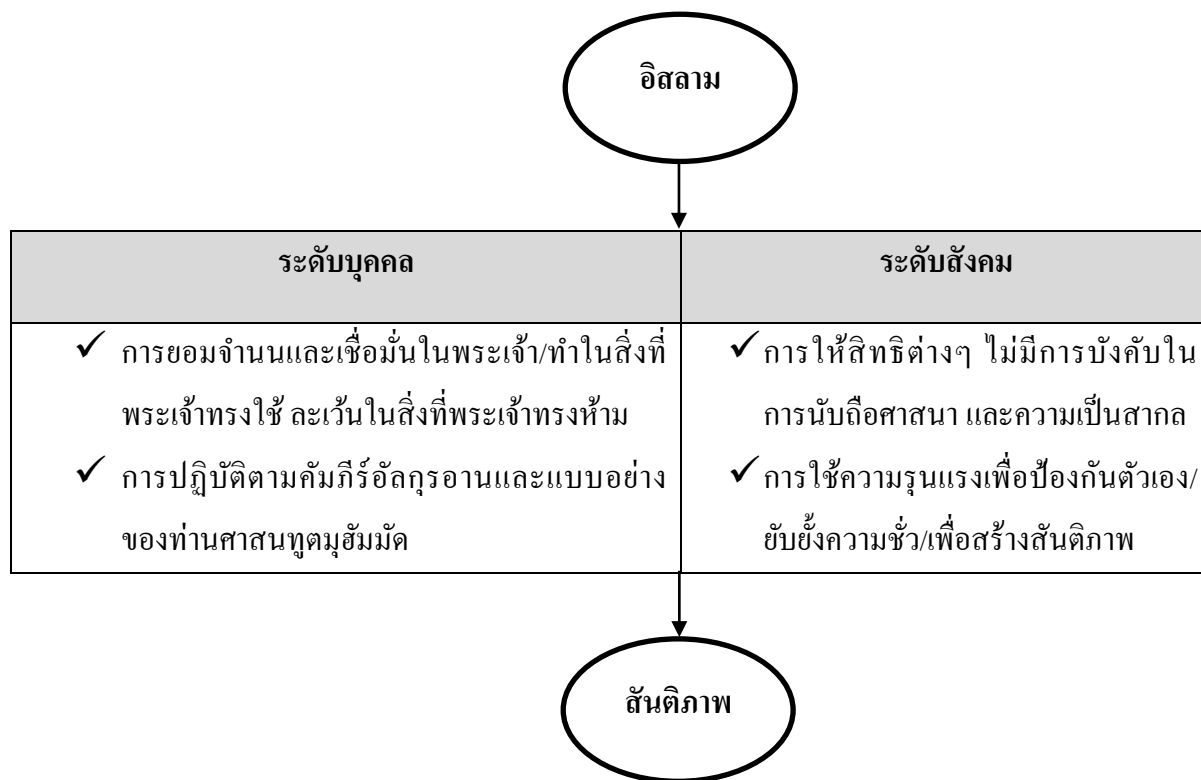 อิสลาม
ระดับบุคคล
ระดับสังคม
✓ การยอมจำนนและเชื่อมั่นในพระเจ้า/ทำในสิ่งที่
พระเจ้าทรงใช้ ละเว้นในสิ่งที่พระเจ้าทรงห้าม
✓ การปฏิบัติตามคัมภีร์อัลกุรอานและแบบอย่าง
ของท่านศาสนทูตมุฮัมมัด
✓ การให้สิทธิต่างๆ ไม่มีการบังคับใน
การนับถือศาสนา และความเป็นสากล
✓ การใช้ความรุนแรงเพื่อป้องกันตัวเอง/
ยับยั้งความชั่ว/เพื่อสร้างสันติภาพ
สันติภาพ